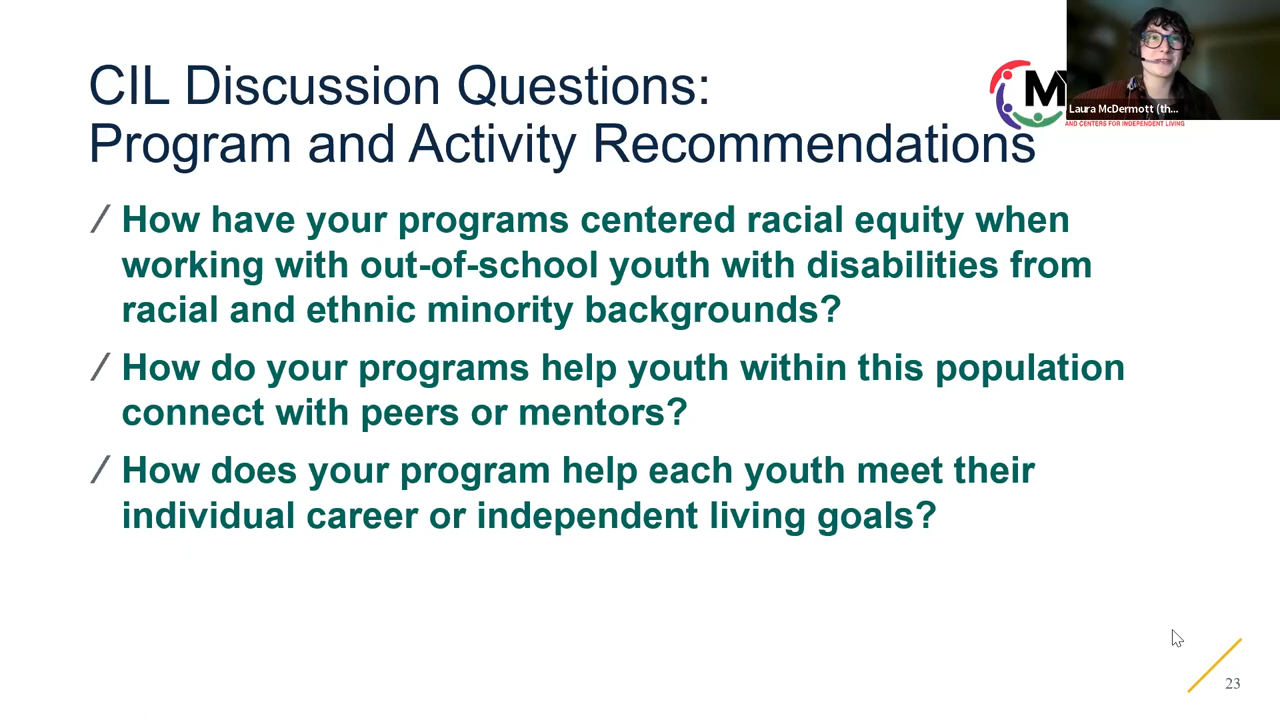 CIL Discussion Questions:
Program and Activity Recommendations
M
Laura McDermott (th...
AND CENTERS FOR INDEPENDENT LIVING
/ How have your programs centered racial equity when
working with out-of-school youth with disabilities from
racial and ethnic minority backgrounds?
/ How do your programs help youth within this population
connect with peers or mentors?
/ How does your program help each youth meet their
individual career or independent living goals?
23